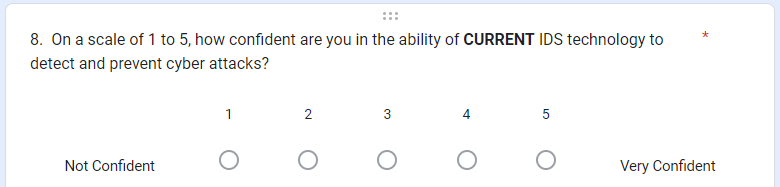 8. On a scale of 1 to 5, how confident are you in the ability of CURRENT IDS technology to *
detect and prevent cyber attacks?
1 2 3 4 5
Not Confident Very Confident